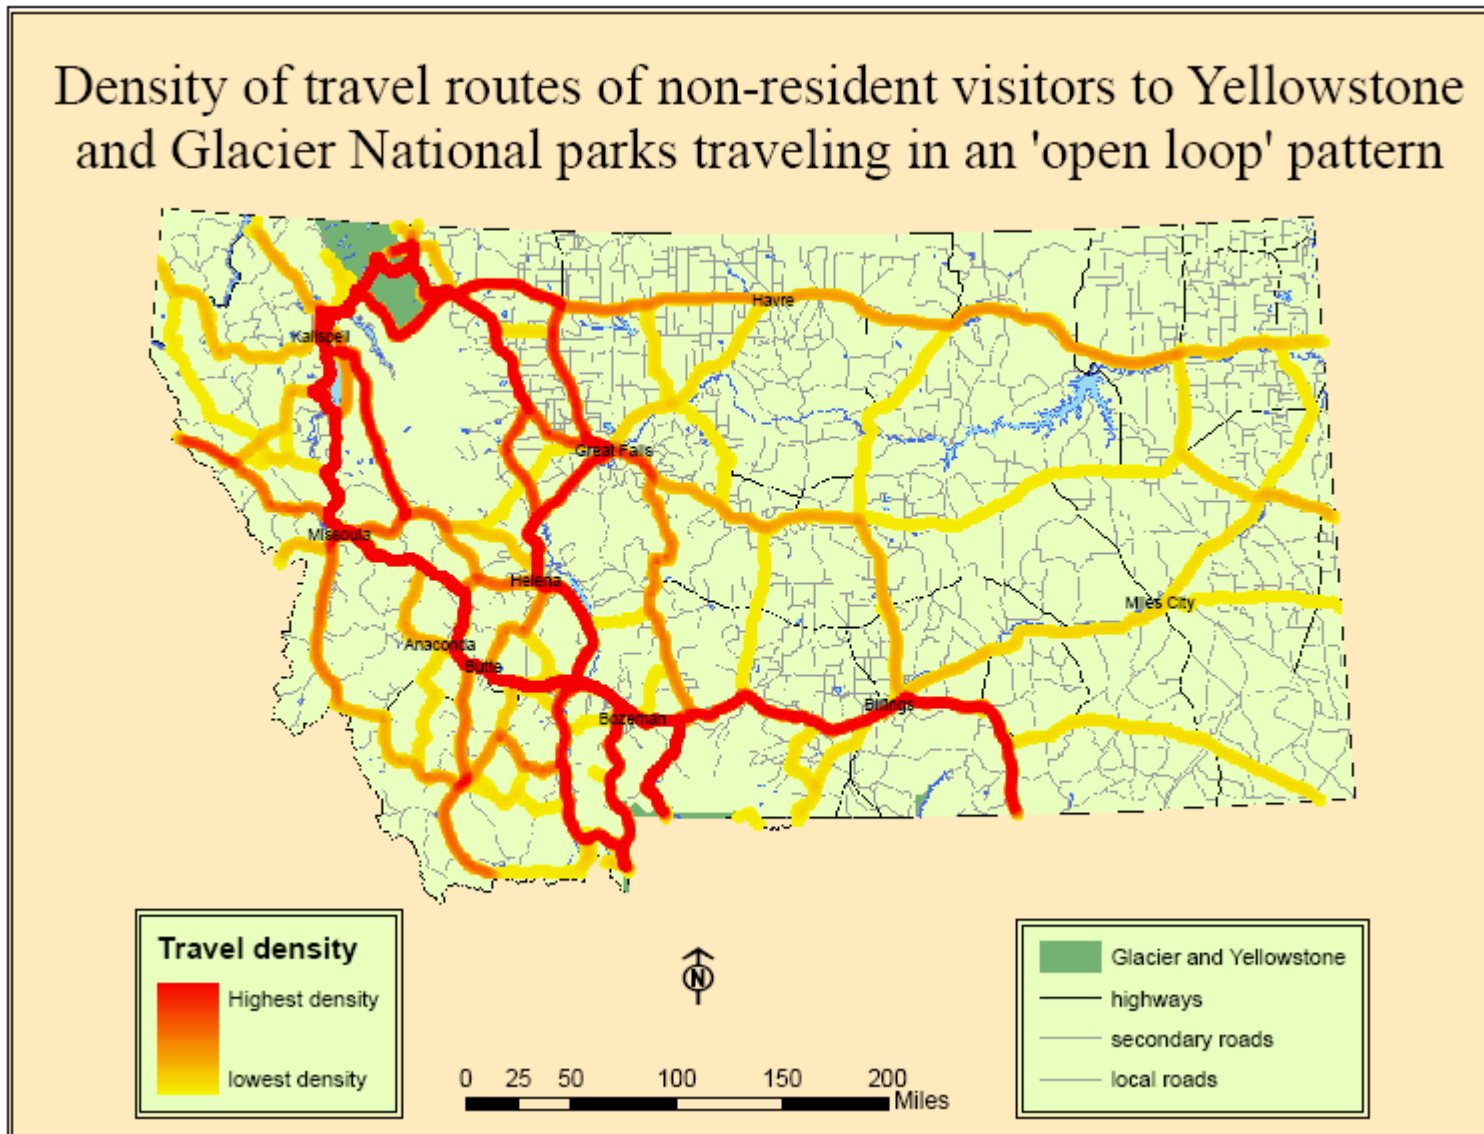 Density of travel routes of non-resident visitors to Yellowstone
and Glacier National parks traveling in an 'open loop' pattern
Havre
Kalispell
Great Falls
Missoula
Helena
Miles City
Anaconda
Butte
Billings
Bozeman
Travel density
Highest density
lowest density
N
0 25 50 100 150 200
Miles
Glacier and Yellowstone
highways
secondary roads
local roads